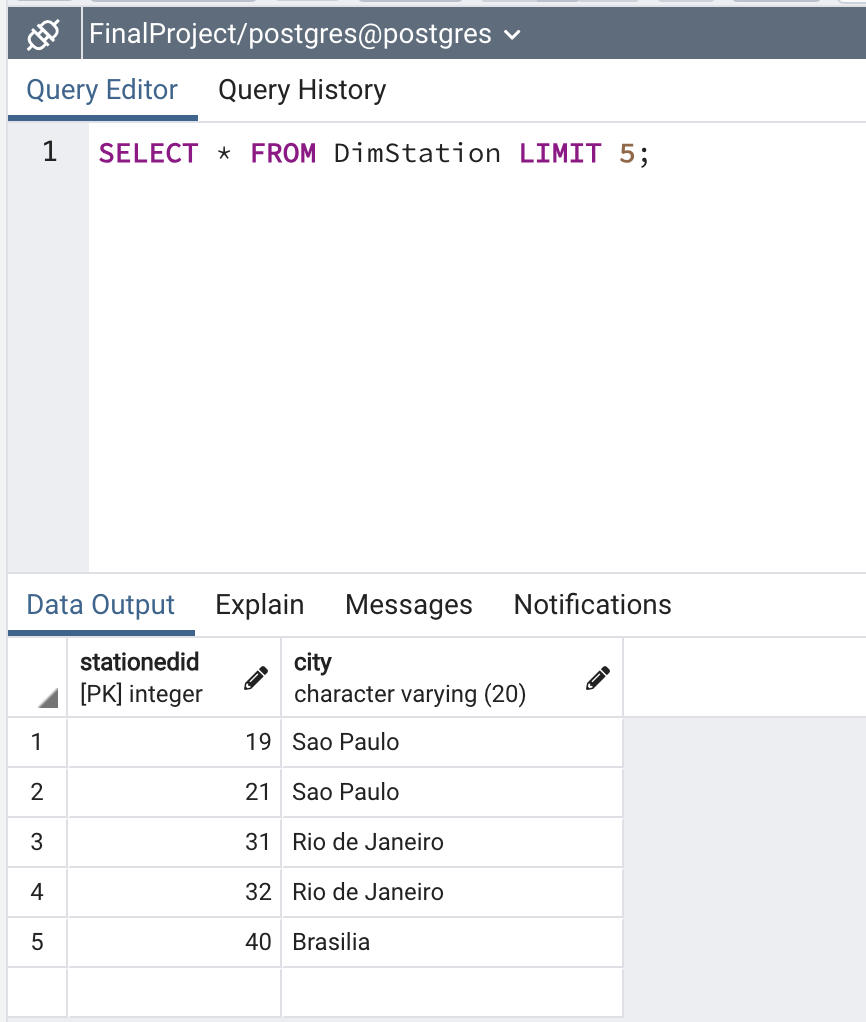 FinalProject/postgres@postgres
Query Editor Query History
1 SELECT * FROM DimStation LIMIT 5;
Data Output Explain Messages Notifications
stationedid city
[PK] integer character varying (20)
1 19 Sao Paulo
2 21 Sao Paulo
3 31 Rio de Janeiro
4 32 Rio de Janeiro
5 40 Brasilia